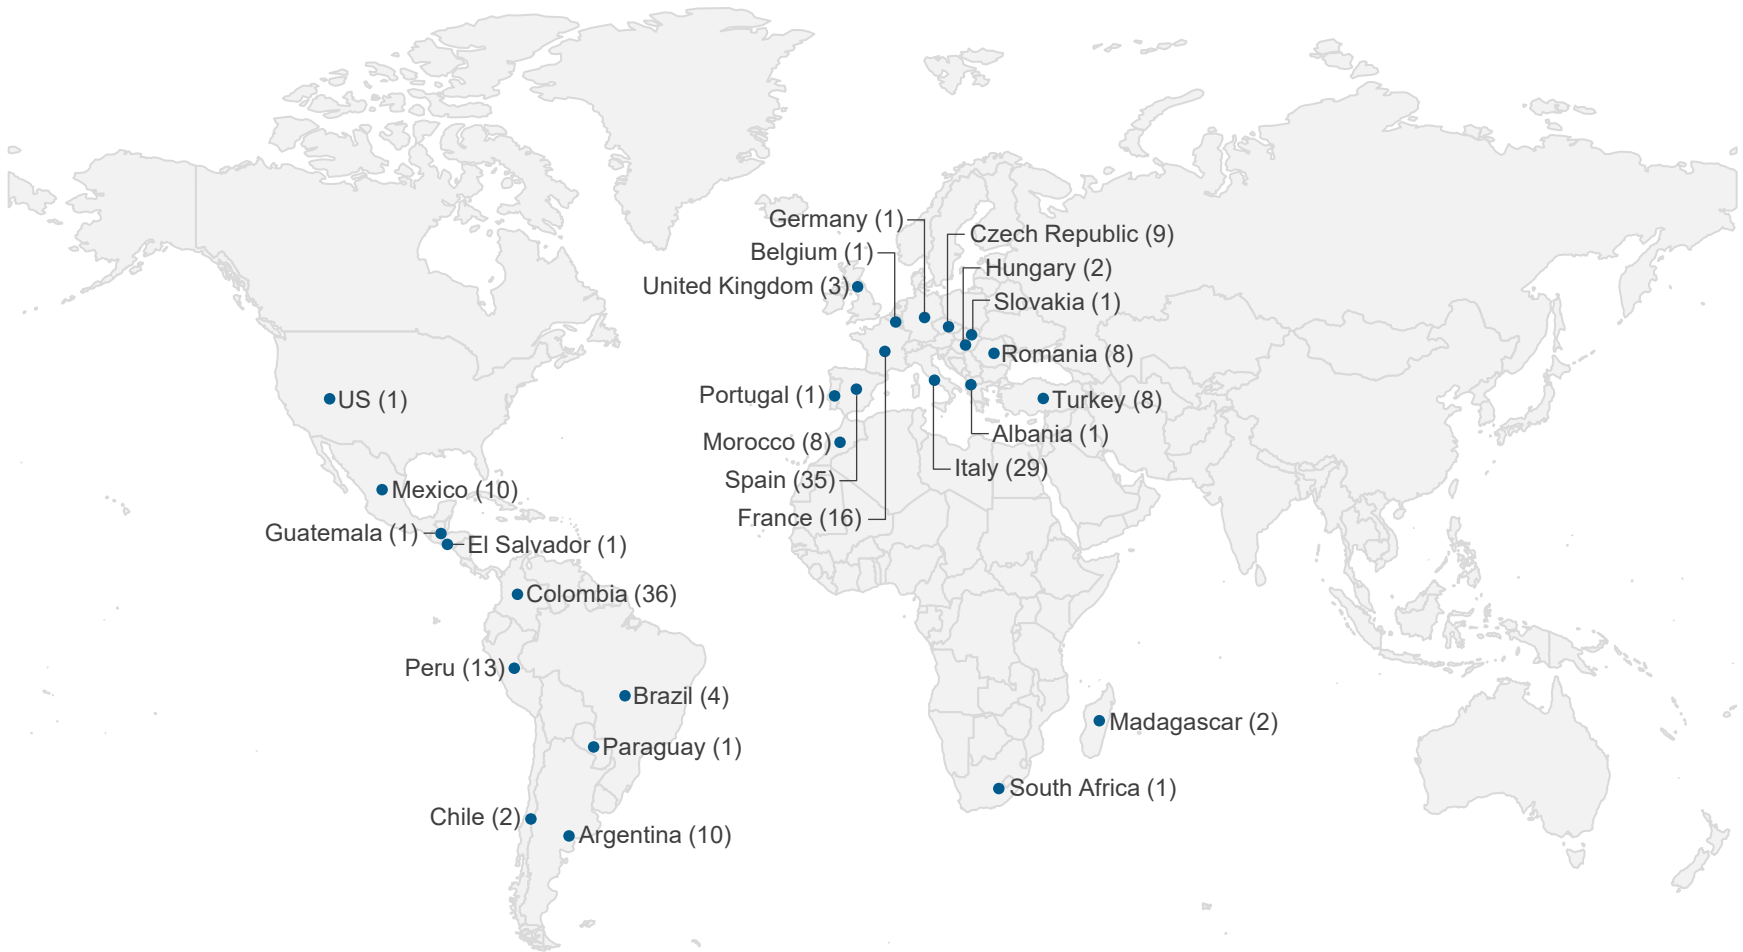 Germany (1)
Czech Republic (9)
Belgium (1)
Hungary (2)
United Kingdom (3)
Slovakia (1)
Romania (8)
Portugal (1)
US (1)
Turkey (8)
Albania (1)
Morocco (8)
Italy (29)
Spain (35)
Mexico (10)
France (16)
Guatemala (1)
El Salvador (1)
Colombia (36)
Peru (13)
Brazil (4)
Madagascar (2)
Paraguay (1)
South Africa (1)
Chile (2)
Argentina (10)